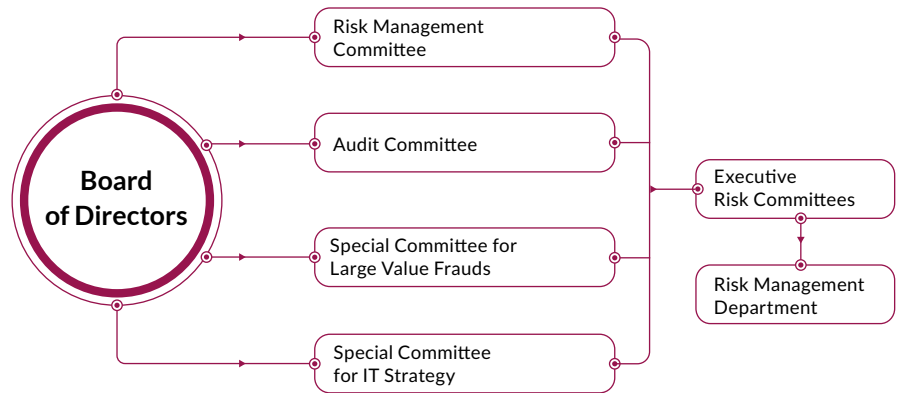 Board
of Directors
Risk Management
Committee
Audit Committee
Special Committee for
Large Value Frauds
Special Committee
for IT Strategy
Executive
Risk Committees
Risk Management
Department